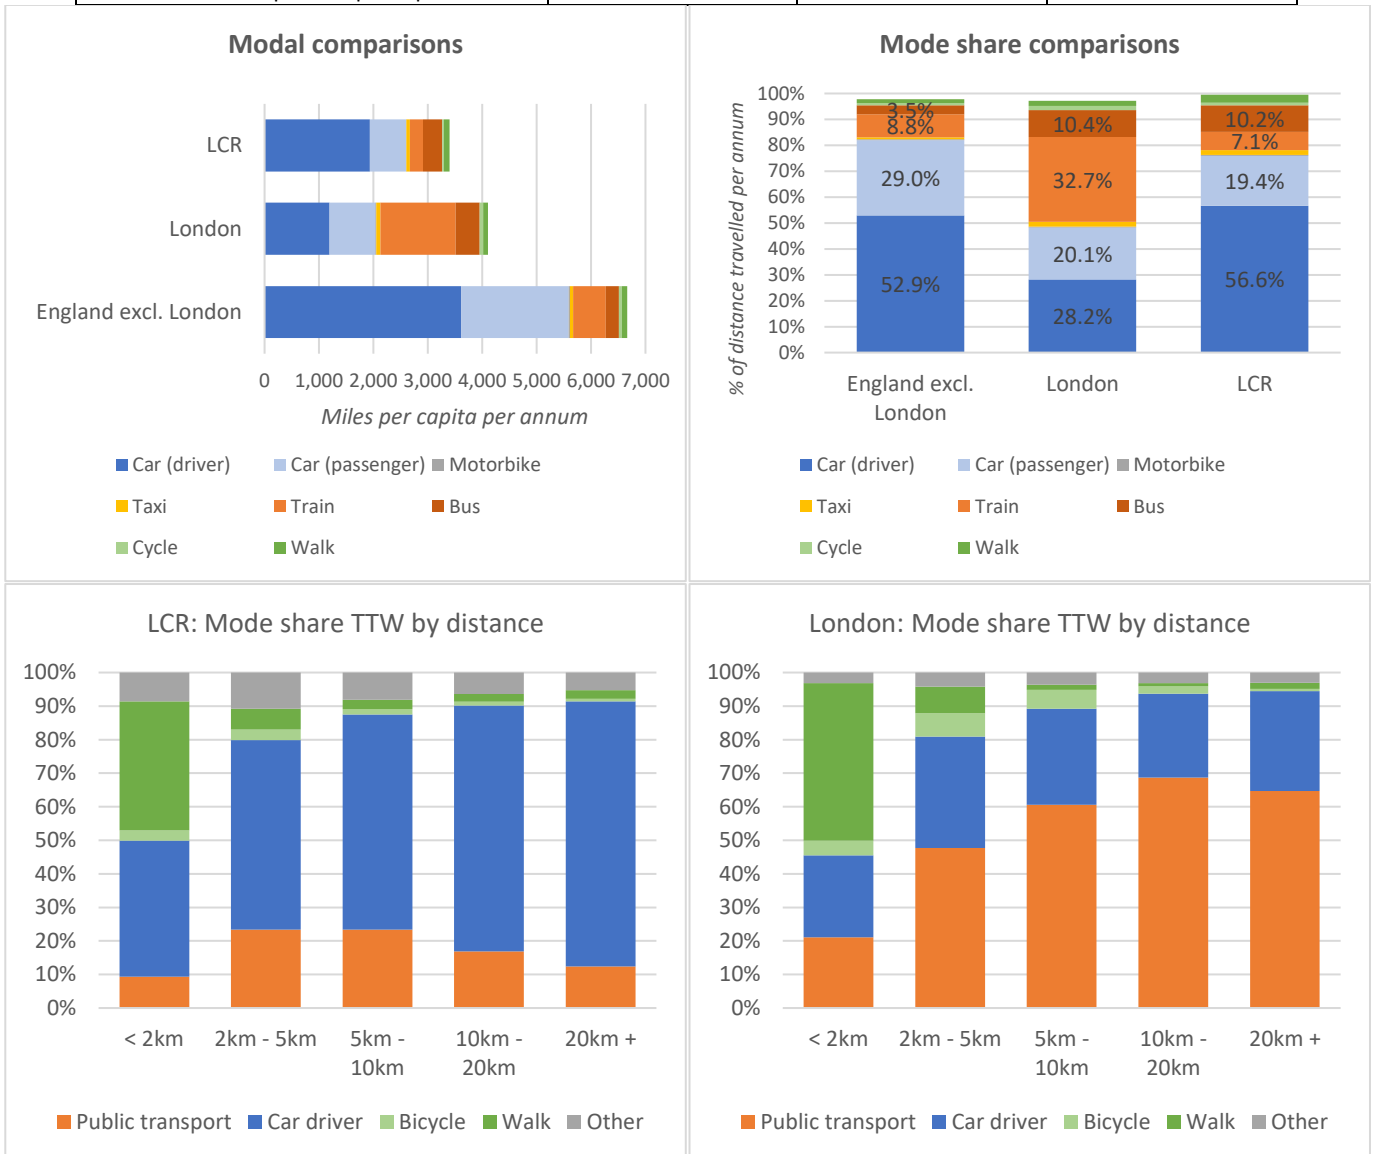 Modal comparisons
LCR
London
England excl. London
0 1,000 2,000 3,000 4,000 5,000 6,000 7,000
Miles per capita per annum
Car (driver) Car (passenger) Motorbike
Taxi Train Bus
Cycle Walk
Mode share comparisons
% of distance travelled per annum
100%
90%
80%
70%
60%
50%
40%
30%
20%
10%
0%
3.5%
8.8%
29.0%
52.9%
10.4%
32.7%
20.1%
28.2%
10.2%
7.1%
19.4%
56.6%
England excl.
London
London
LCR
Car (driver) Car (passenger) Motorbike
Taxi Train Bus
Cycle Walk
LCR: Mode share TTW by distance
100%
90%
80%
70%
60%
50%
40%
30%
20%
10%
0%
< 2km 2km - 5km 5km - 10km - 20km +
10km 20km
Public transport Car driver Bicycle Walk Other
London: Mode share TTW by distance
100%
90%
80%
70%
60%
50%
40%
30%
20%
10%
0%
< 2km 2km - 5km 5km - 10km - 20km +
10km 20km
Public transport Car driver Bicycle Walk Other